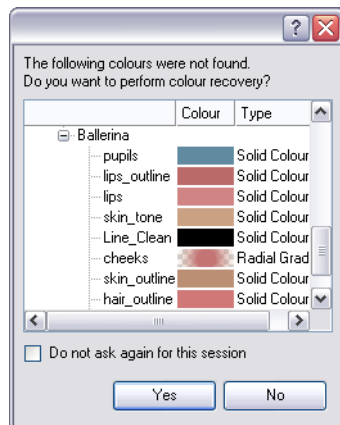 The following colours were not found.
Do you want to perform colour recovery?
Colour Type
Ballerina
pupils Solid Colour
lips_outline Solid Colour
lips Solid Colour
skin_tone Solid Colour
Line_Clean Solid Colour
cheeks Radial Grad
skin_outline Solid Colour
hair_outline Solid Colour
Do not ask again for this session
Yes No